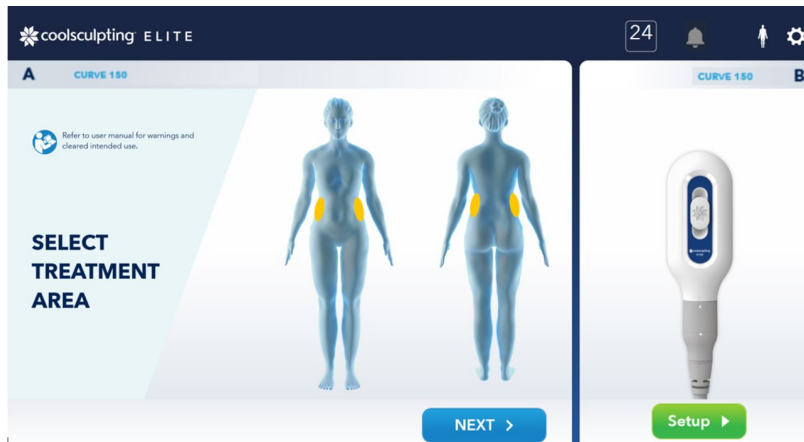 coolsculpting ELITE
24
A
CURVE 150
CURVE 150
B
Refer to user manual for warnings and
cleared intended use.
SELECT
TREATMENT
AREA
coolsculpting
NEXT >
Setup